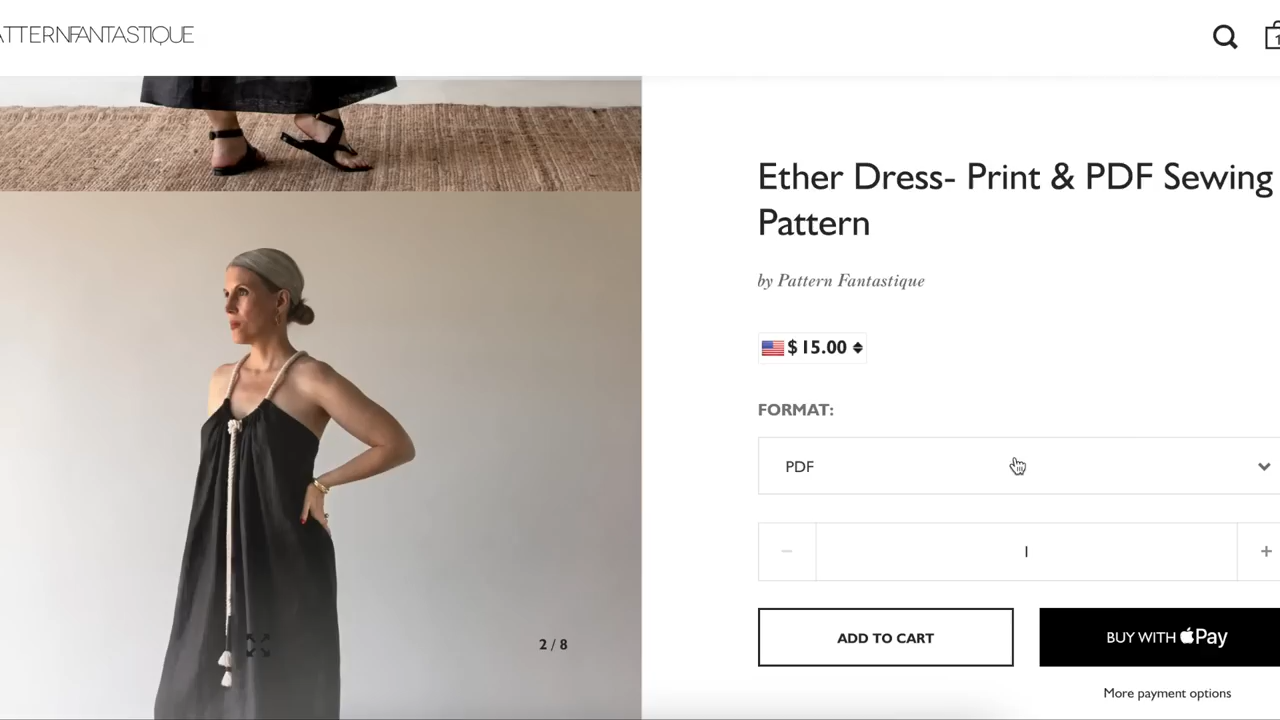 ATTERNFANTASTIQUE
1
Ether Dress- Print & PDF Sewing
Pattern
by Pattern Fantastique
$ 15.00
FORMAT:
PDF
− 1 +
ADD TO CART
BUY WITH Pay
More payment options
2 / 8